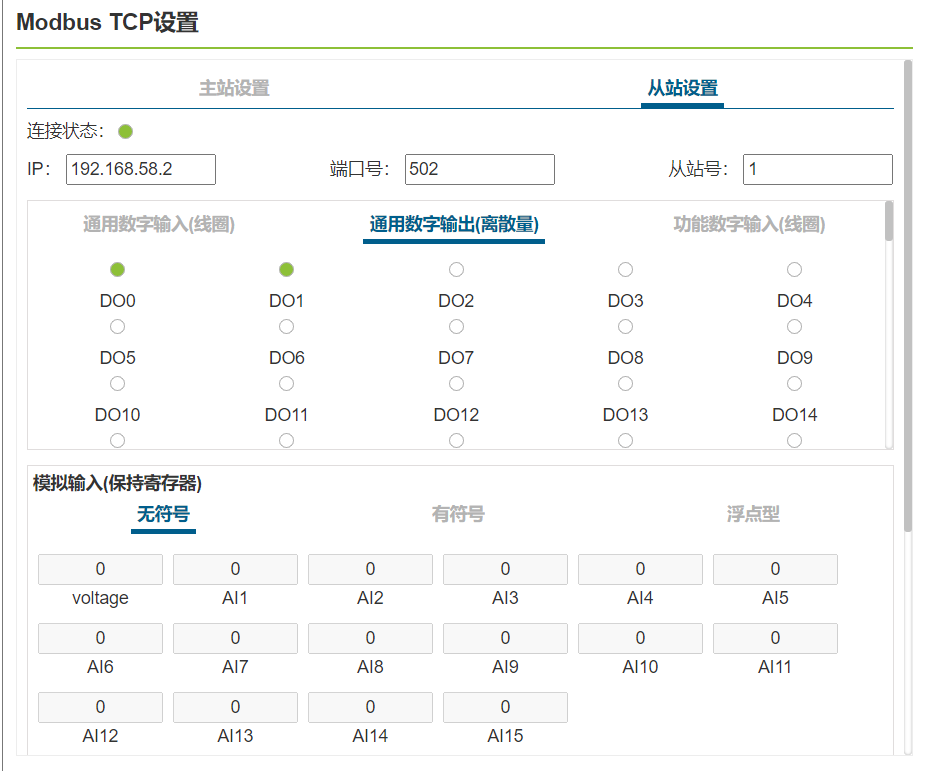 Modbus TCP设置
主站设置 从站设置
连接状态：
IP： 192.168.58.2 端口号： 502 从站号： 1
通用数字输入(线圈) 通用数字输出(离散量) 功能数字输入(线圈)
DO0 DO1 DO2 DO3 DO4
DO5 DO6 DO7 DO8 DO9
DO10 DO11 DO12 DO13 DO14
模拟输入(保持寄存器)
无符号 有符号 浮点型
0 0 0 0 0 0
voltage AI1 AI2 AI3 AI4 AI5
0 0 0 0 0 0
AI6 AI7 AI8 AI9 AI10 AI11
0 0 0 0
AI12 AI13 AI14 AI15